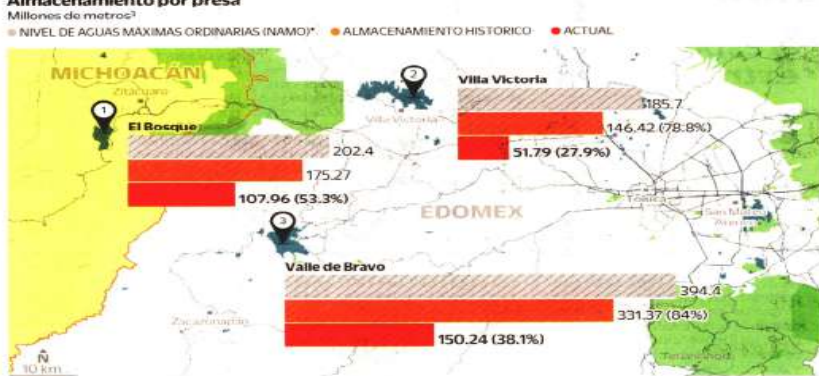 Almacenamiento por presa
Millones de metros³
NIVEL DE AGUAS MÁXIMAS ORDINARIAS (NAMO)*. ALMACENAMIENTO HISTÓRICO ACTUAL
MICHOACÁN
Zitácuaro
1
El Bosque
202.4
175.27
107.96 (53.3%)
2
Villa Victoria
Villa Victoria
185.7
146.42 (78.8%)
51.79 (27.9%)
EDOMEX
Toluca
San Mateo
Atenco
3
Valle de Bravo
394.4
331.37 (84%)
150.24 (38.1%)
Zacazonapan
Tenancingo
N
10 km